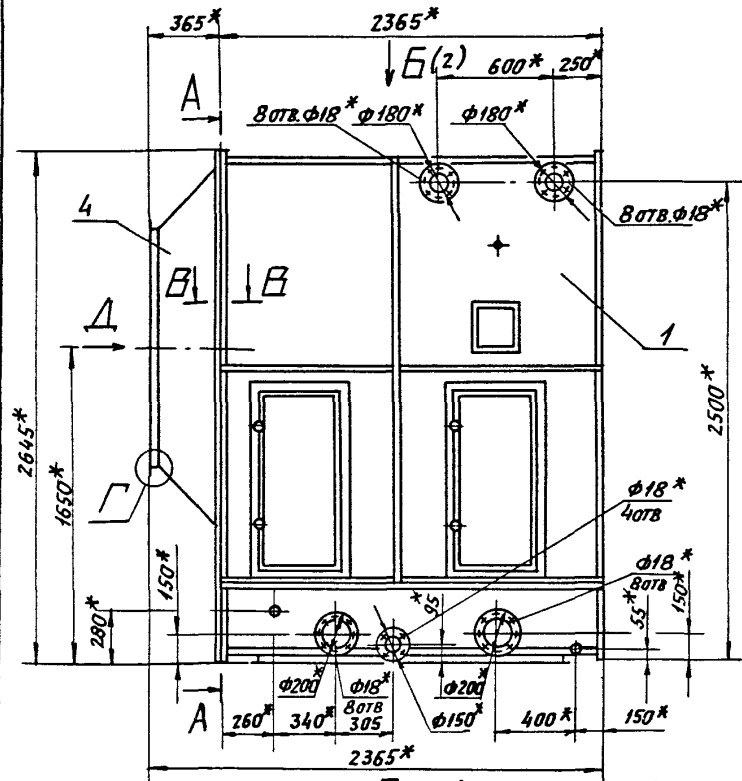 365* 2365*
Б(2) 600* 250*
А
8отв.ф18* ф180* ф180*
4 8отв.ф18*
В В
Д 1
2645* 1650* 2500*
Г
ф18*
4отв
ф18*
8отв
150* 280* *95 55* 150*
ф200* ф18* ф200*
8отв ф150*
А 260* 340* 305 400* 150*
2365*